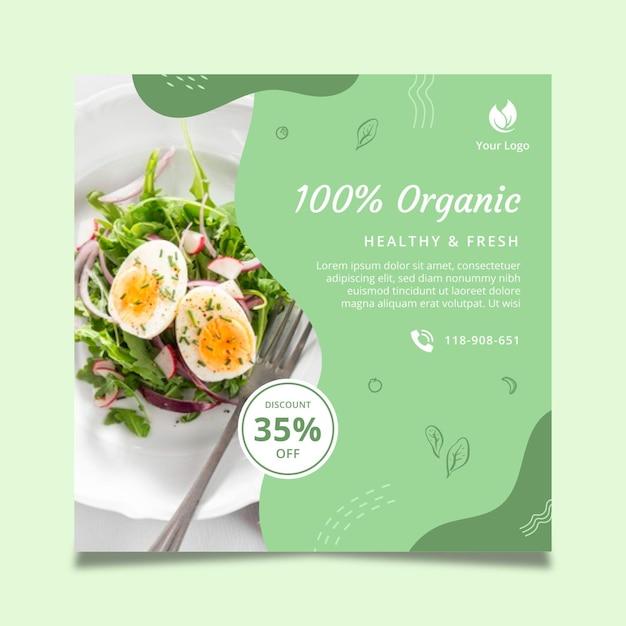 Your Logo
100% Organic
HEALTHY & FRESH
Lorem ipsum dolor sit amet, consectetuer
adipiscing elit, sed diam nonummy
nibh euismod tincidunt ut laoreet dolore
magna aliquam erat volutpat. Ut wisi
118-908-651
DISCOUNT
35%
OFF